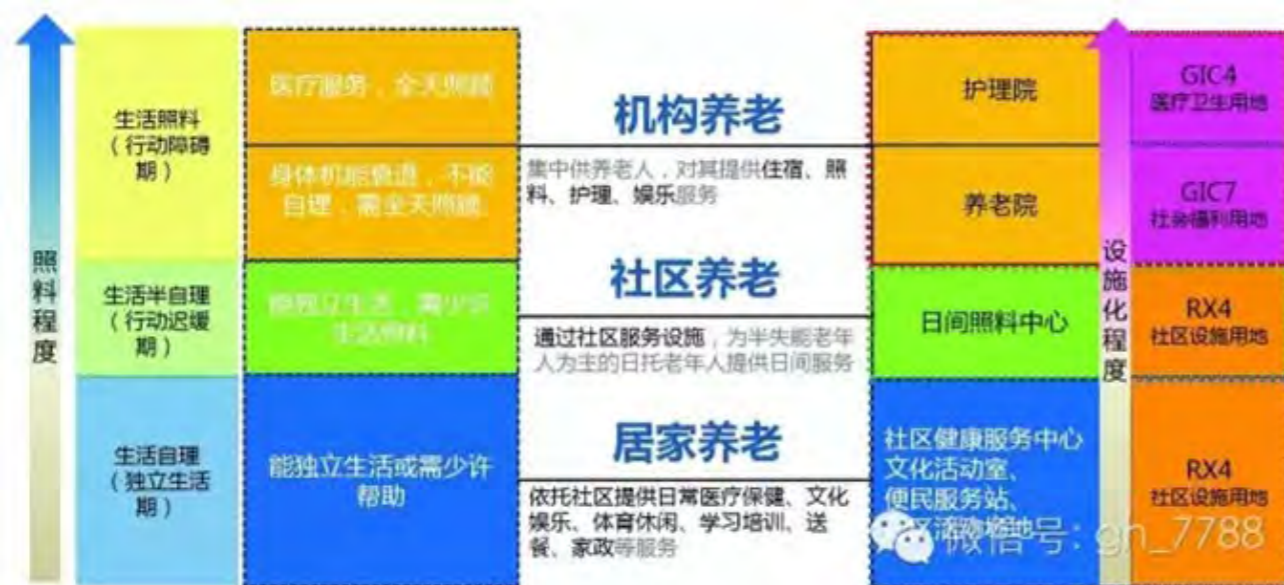 照料程度
生活照料
（行动障碍
期）
医疗服务，全天照顾
身体机能衰退，不能
自理，需全天照顾
机构养老
集中供养老人，对其提供住宿、照
料、护理、娱乐服务
护理院
养老院
设施化程度
GIC4
医疗卫生用地
GIC7
社会福利用地
生活半自理
（行动迟缓
期）
能独立生活，需少许
生活照料
社区养老
通过社区服务设施，为半失能老年
人为主的日托老年人提供日间服务
日间照料中心
RX4
社区设施用地
生活自理
（独立生活
期）
能独立生活或需少许
帮助
居家养老
依托社区提供日常医疗保健、文化
娱乐、体育休闲、学习培训、送
餐、家政等服务
社区健康服务中心
文化活动室、
便民服务站、
区活动场地
RX4
社区设施用地
微信号: gn_7788